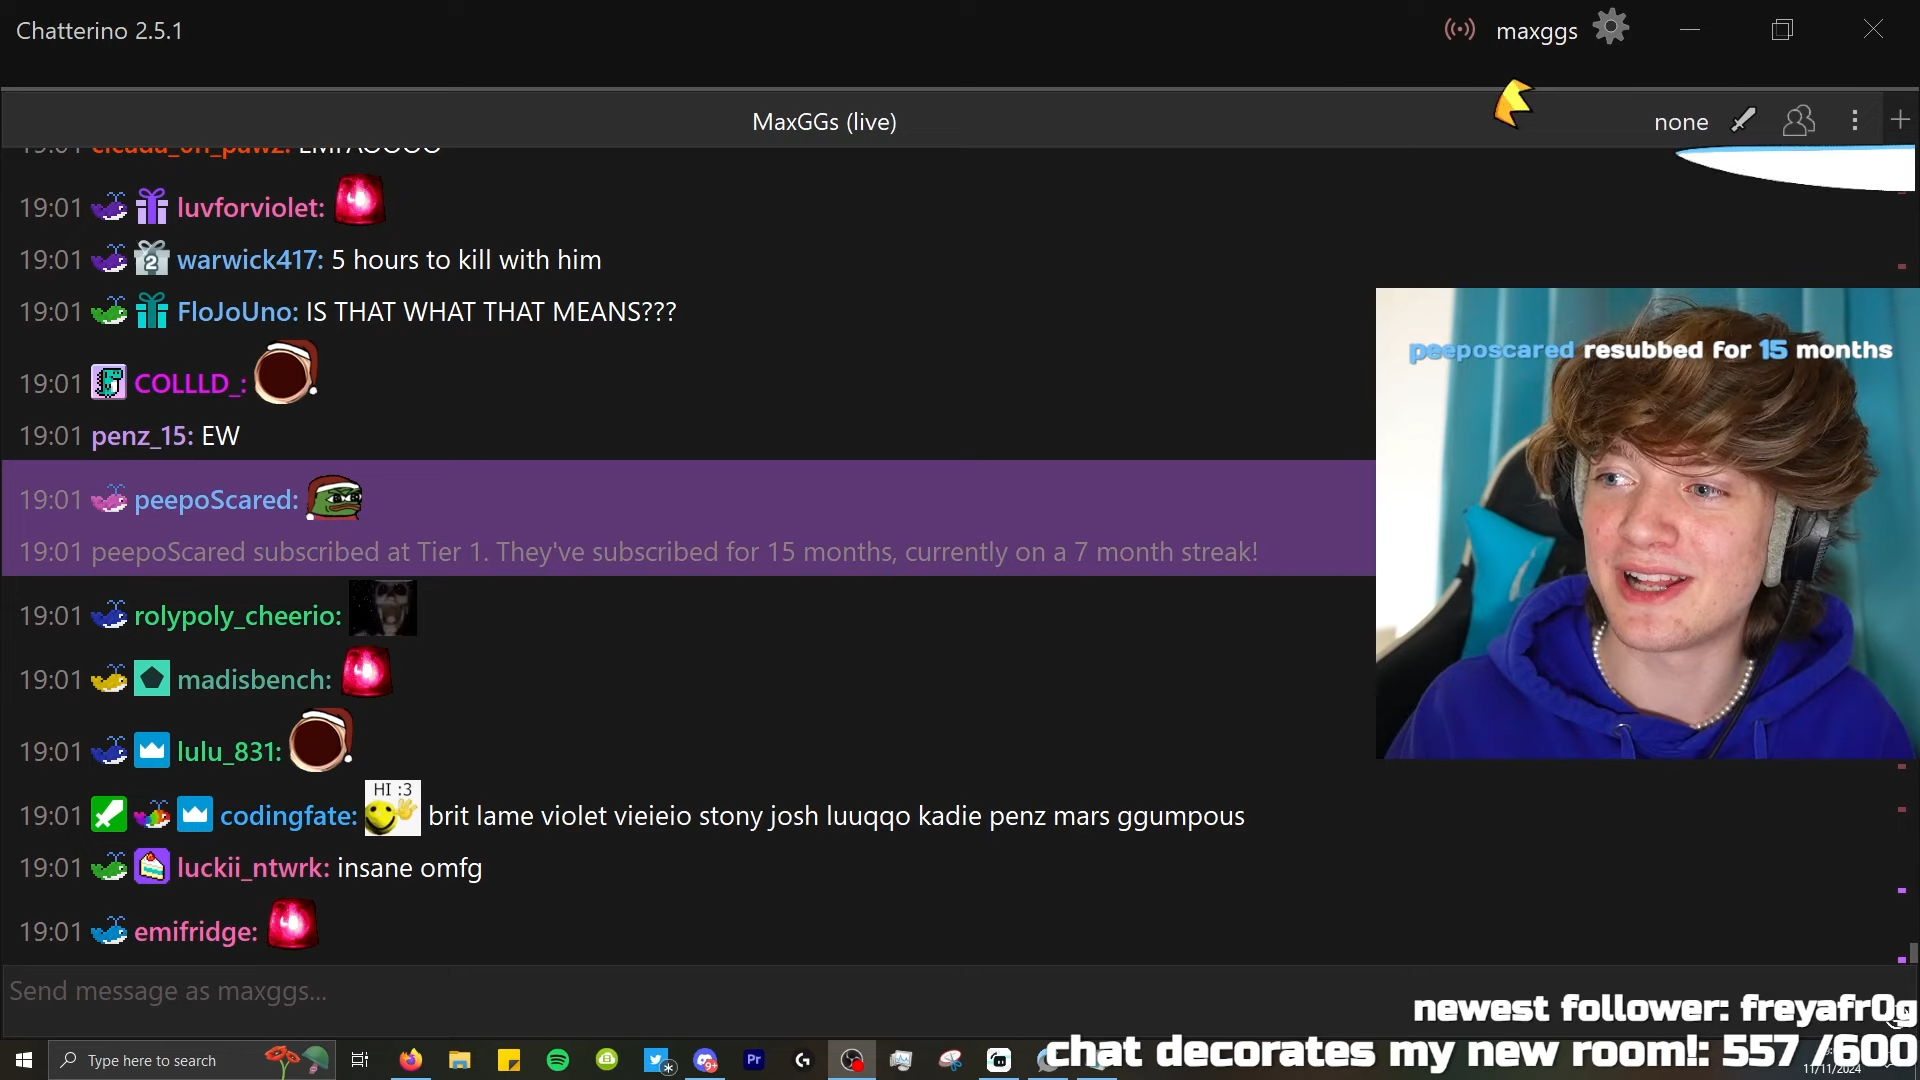 Chatterino 2.5.1
maxggs
MaxGGs (live)
none
19:01 luvforviolet:
19:01 2 warwick417: 5 hours to kill with him
19:01 FloJoUno: IS THAT WHAT THAT MEANS???
19:01 COLLLD_:
19:01 penz_15: EW
peeposcared resubbed for 15 months
19:01 peepoScared:
19:01 peepoScared subscribed at Tier 1. They've subscribed for 15 months, currently on a 7 month streak!
19:01 rolypoly_cheerio:
19:01 madisbench:
19:01 lulu_831:
19:01 codingfate: HI :3 brit lame violet vieieio stony josh luuqqo kadie penz mars ggumpous
19:01 luckii_ntwrk: insane omfg
19:01 emifridge:
Send message as maxggs...
newest follower: freyafr0g
chat decorates my new room!: 557 /600
Type here to search
9+
Pr
11/11/2024